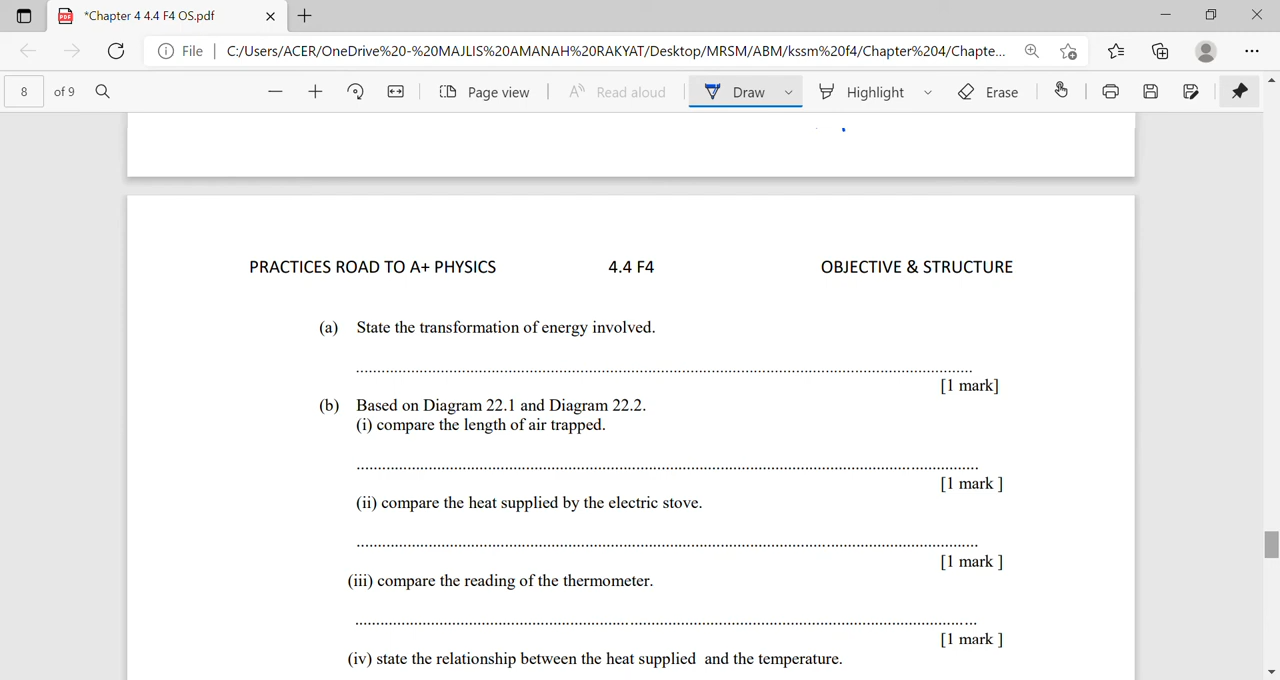 *Chapter 4 4.4 F4 OS.pdf
File C:/Users/ACER/OneDrive%20-%20MAJLIS%20AMANAH%20RAKYAT/Desktop/MRSM/ABM/kssm%20f4/Chapter%204/Chapte...
8 of 9 Page view Read aloud Draw Highlight Erase
PRACTICES ROAD TO A+ PHYSICS 4.4 F4 OBJECTIVE & STRUCTURE
(a) State the transformation of energy involved.
[1 mark]
(b) Based on Diagram 22.1 and Diagram 22.2.
(i) compare the length of air trapped.
[1 mark ]
(ii) compare the heat supplied by the electric stove.
[1 mark ]
(iii) compare the reading of the thermometer.
[1 mark ]
(iv) state the relationship between the heat supplied and the temperature.